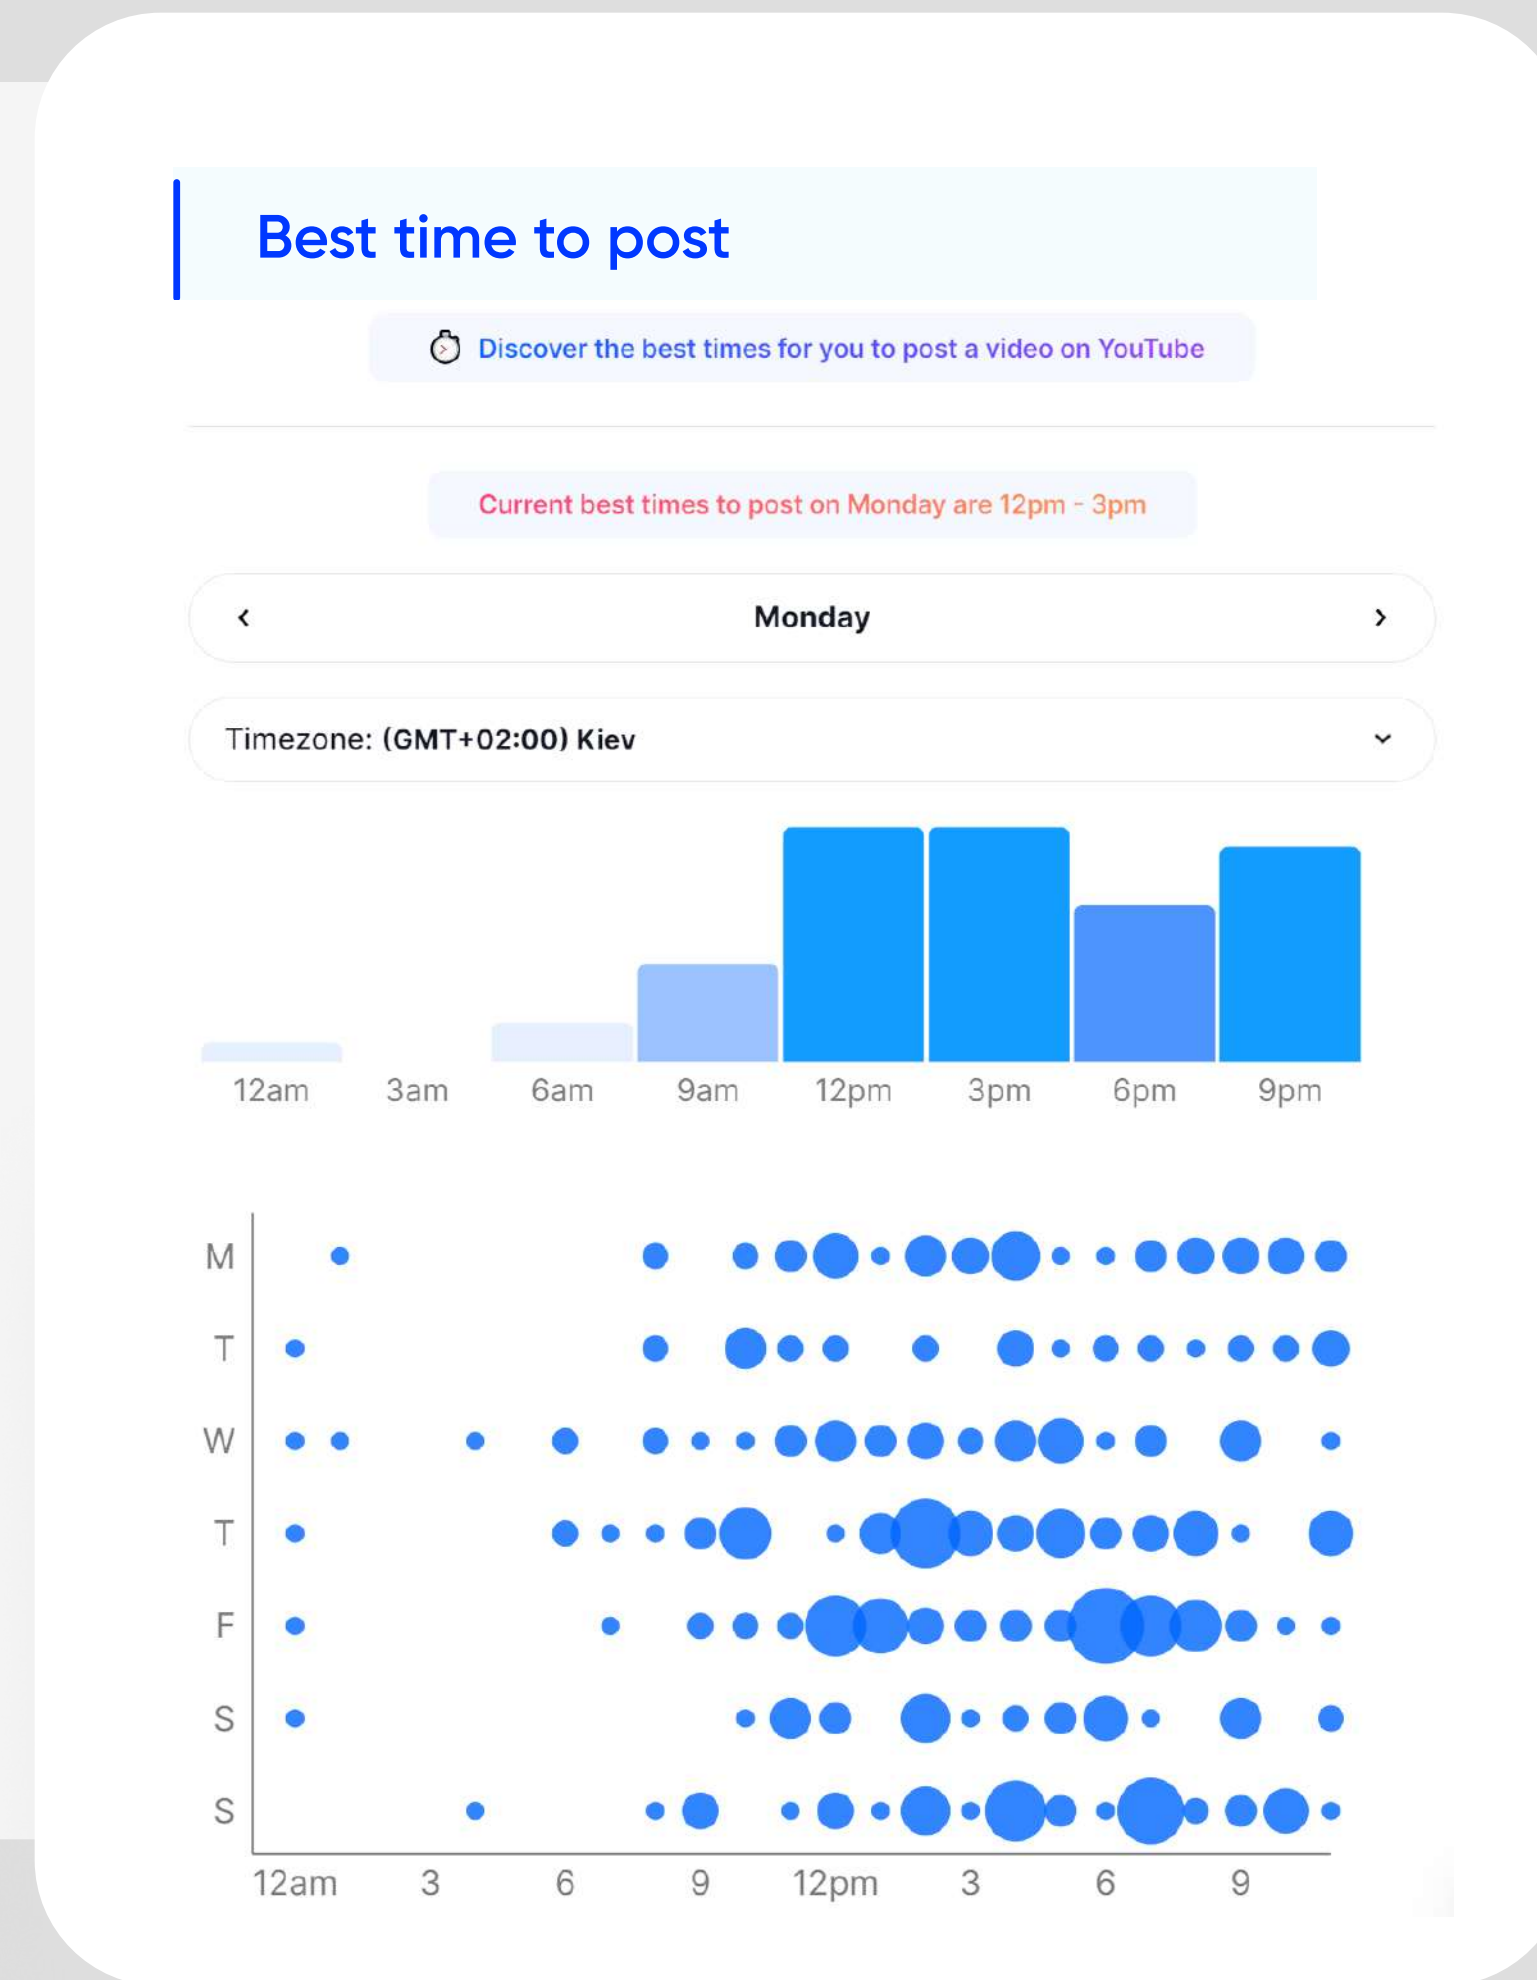 Best time to post
Discover the best times for you to post a video on YouTube
Current best times to post on Monday are 12pm - 3pm
Monday
Timezone: (GMT+02:00) Kiev
12am 3am 6am 9am 12pm 3pm 6pm 9pm
M
T
W
T
F
S
S
12am 3 6 9 12pm 3 6 9